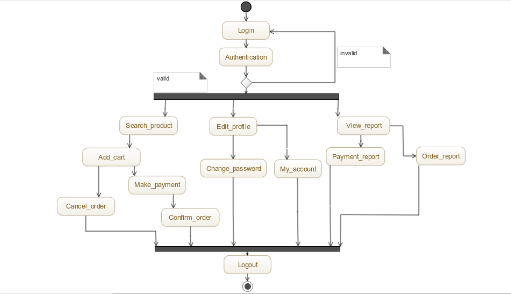 Login
Authentication
invalid
valid
Search_product
Edit_profile
View_report
Add_cart
Payment_report
Order_report
Change_password
My_account
Make_payment
Cancel_order
Confirm_order
Logout